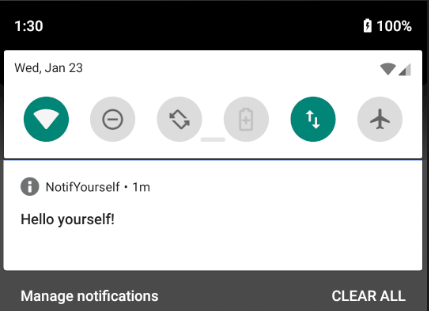 1:30 100%
Wed, Jan 23
NotifYourself • 1m
Hello yourself!
Manage notifications CLEAR ALL